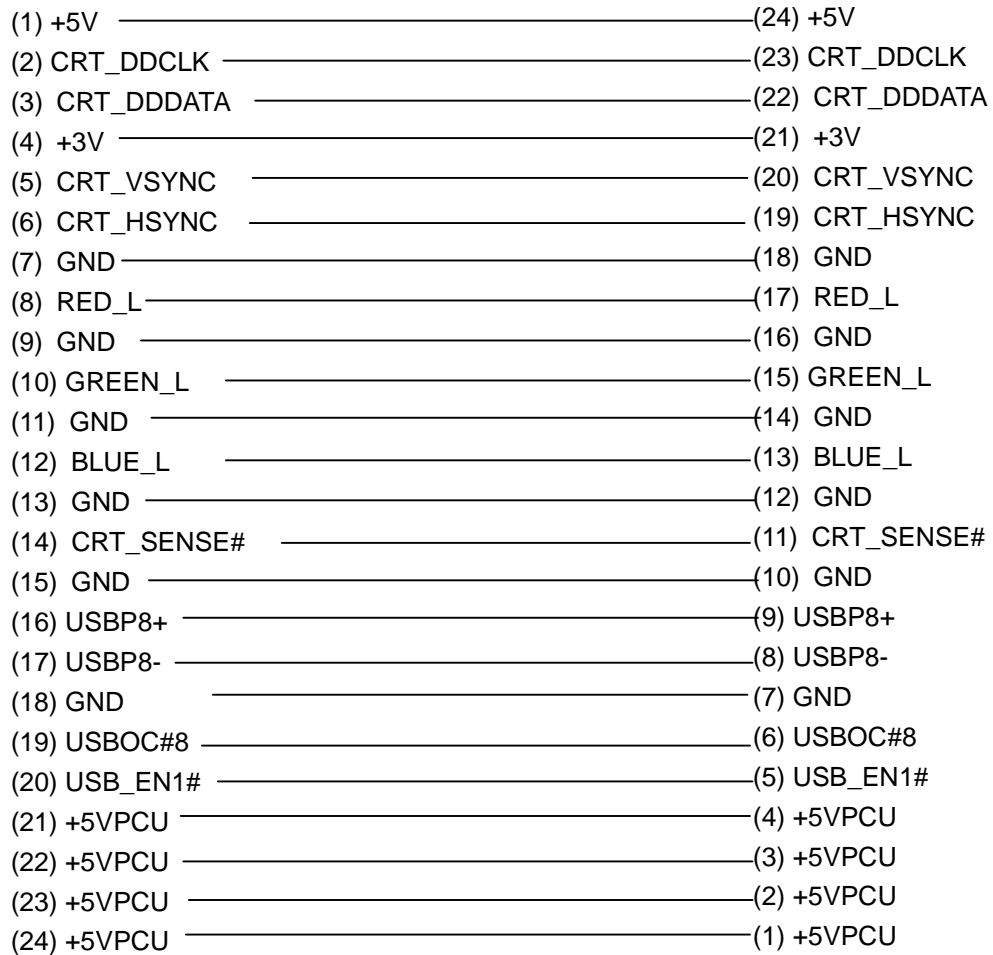 (1) +5V (24) +5V
(2) CRT_DDCLK (23) CRT_DDCLK
(3) CRT_DDDATA (22) CRT_DDDATA
(4) +3V (21) +3V
(5) CRT_VSYNC (20) CRT_VSYNC
(6) CRT_HSYNC (19) CRT_HSYNC
(7) GND (18) GND
(8) RED_L (17) RED_L
(9) GND (16) GND
(10) GREEN_L (15) GREEN_L
(11) GND (14) GND
(12) BLUE_L (13) BLUE_L
(13) GND (12) GND
(14) CRT_SENSE# (11) CRT_SENSE#
(15) GND (10) GND
(16) USBP8+ (9) USBP8+
(17) USBP8- (8) USBP8-
(18) GND (7) GND
(19) USBOC#8 (6) USBOC#8
(20) USB_EN1# (5) USB_EN1#
(21) +5VPCU (4) +5VPCU
(22) +5VPCU (3) +5VPCU
(23) +5VPCU (2) +5VPCU
(24) +5VPCU (1) +5VPCU